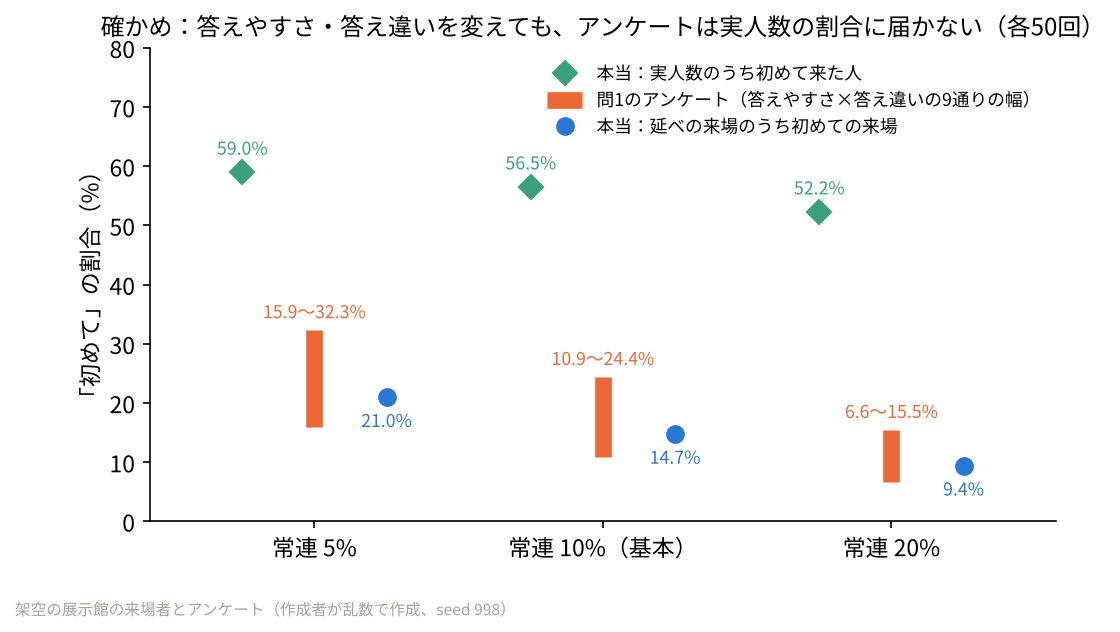 確かめ：答えやすさ・答え違いを変えても、アンケートは実人数の割合に届かない（各50回）
「初めて」の割合（%）
80
70
60
50
40
30
20
10
0
本当：実人数のうち初めて来た人
問1のアンケート（答えやすさ×答え違いの9通りの幅）
本当：延べの来場のうち初めての来場
59.0%
56.5%
52.2%
15.9〜32.3%
10.9〜24.4%
6.6〜15.5%
21.0%
14.7%
9.4%
常連 5%
常連 10%（基本）
常連 20%
架空の展示館の来場者とアンケート（作成者が乱数で作成、seed 998）